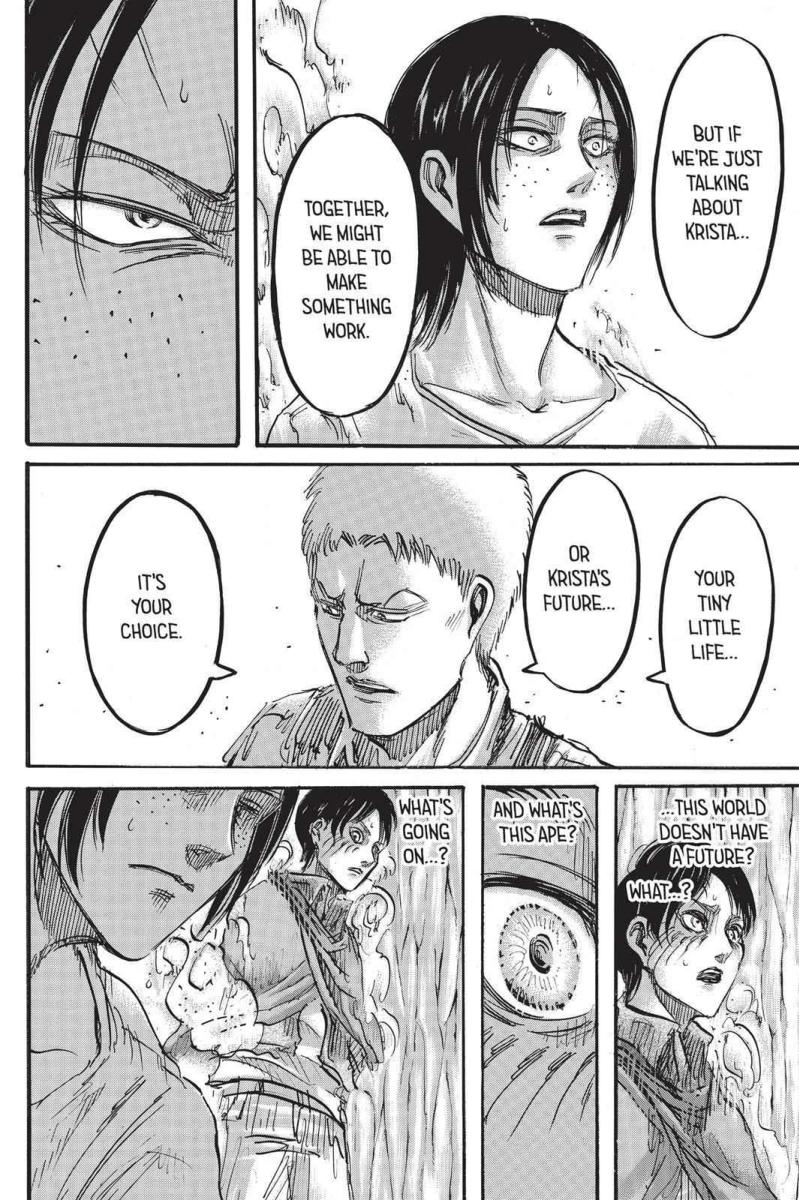 BUT IF
WE'RE JUST
TALKING
ABOUT
KRISTA...
TOGETHER,
WE MIGHT
BE ABLE TO
MAKE
SOMETHING
WORK.
YOUR
TINY
LITTLE
LIFE...
OR
KRISTA'S
FUTURE...
IT'S
YOUR
CHOICE.
...THIS WORLD
DOESN'T HAVE
A FUTURE?
WHAT...?
AND WHAT'S
THIS APE?
WHAT'S
GOING
ON...?